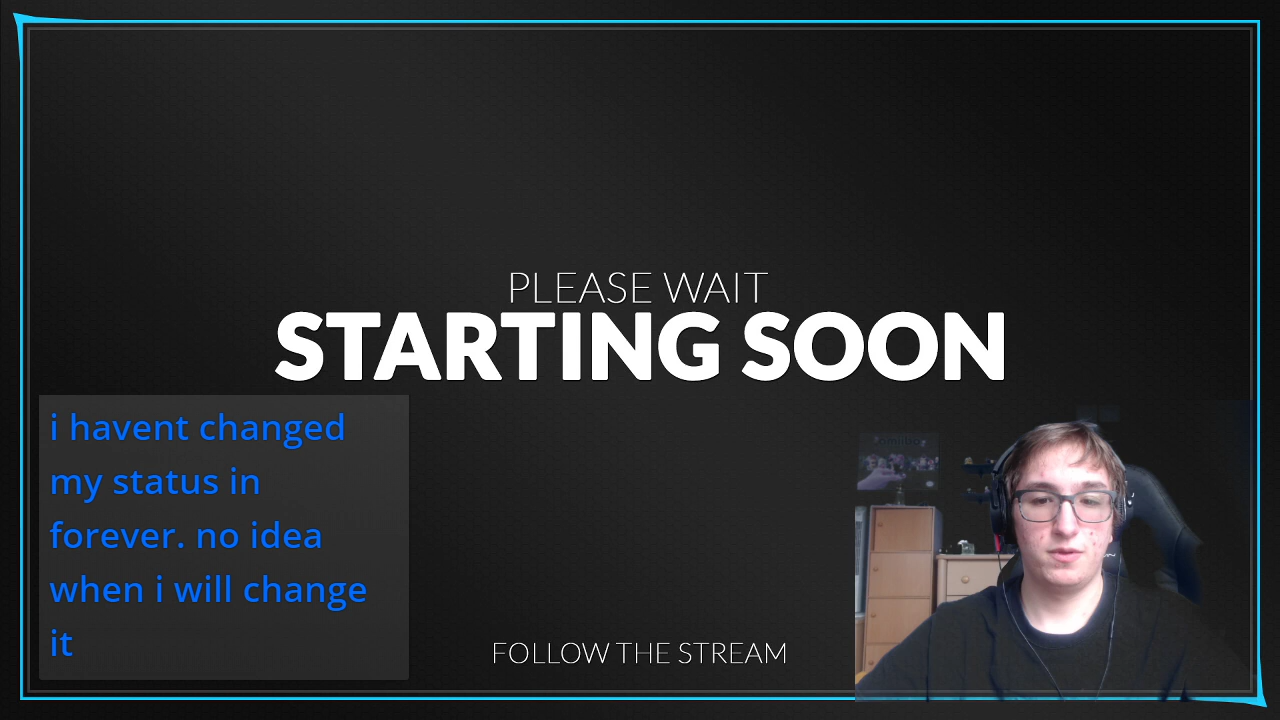 PLEASE WAIT
STARTING SOON
i havent changed
my status in
forever. no idea
when i will change
it
FOLLOW THE STREAM